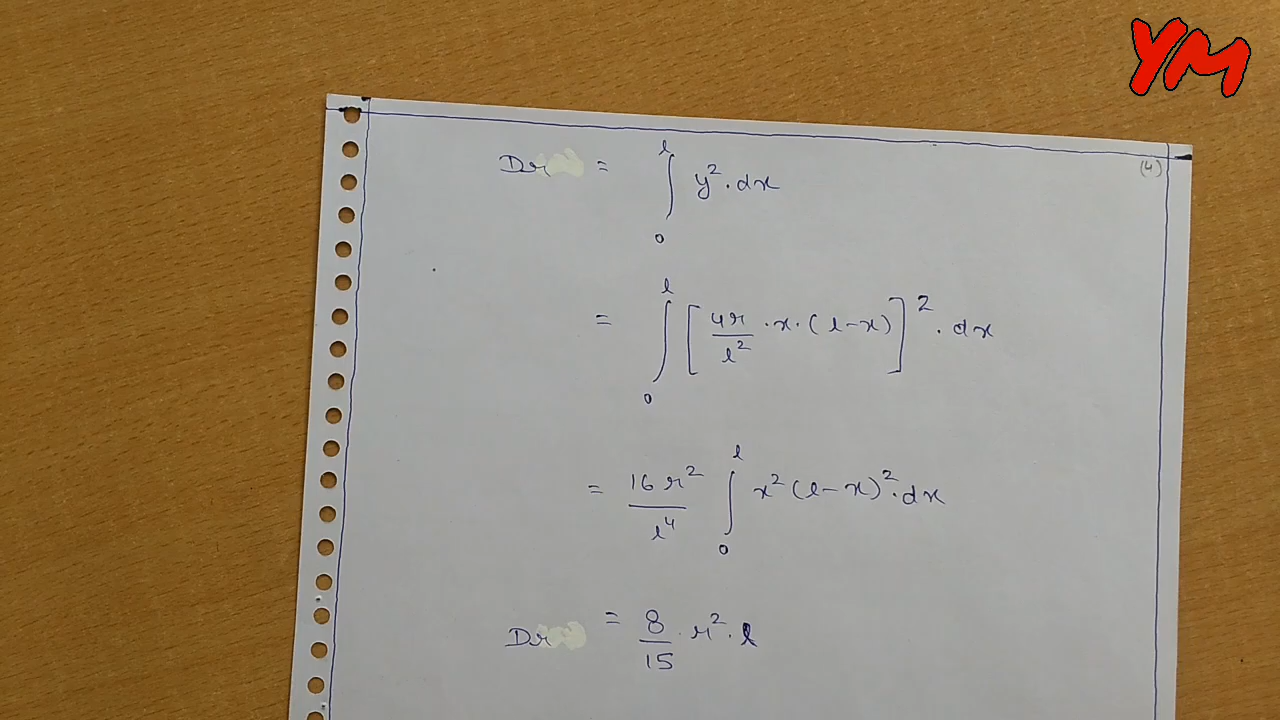 YM
(4)
Dr = ∫₀ˡ y² · dx
= ∫₀ˡ [4r/l² · x · (l-x)]² · dx
= 16r²/l⁴ ∫₀ˡ x² (l-x)² · dx
Dr = 8/15 · r² · l